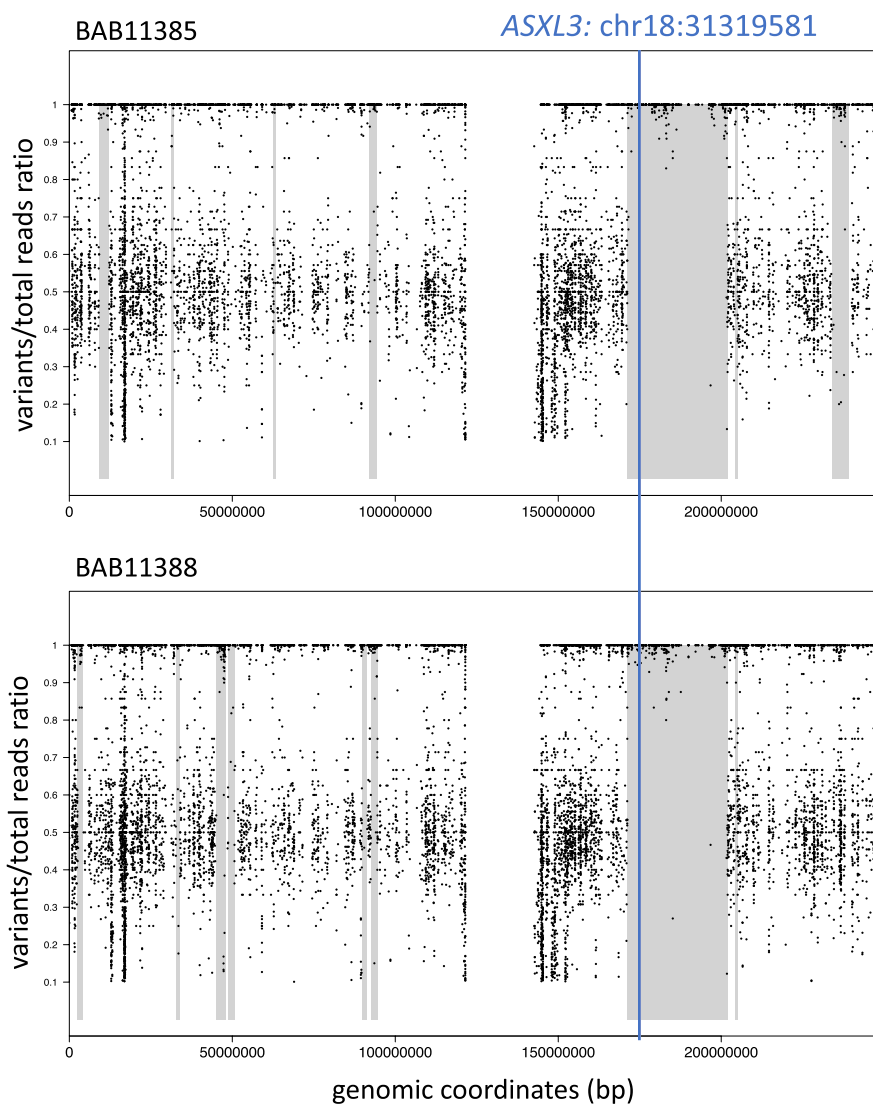 BAB11385
ASXL3: chr18:31319581
variants/total reads ratio
1
0.9
0.8
0.7
0.6
0.5
0.4
0.3
0.2
0.1
0 50000000 100000000 150000000 200000000
BAB11388
variants/total reads ratio
1
0.9
0.8
0.7
0.6
0.5
0.4
0.3
0.2
0.1
0 50000000 100000000 150000000 200000000
genomic coordinates (bp)